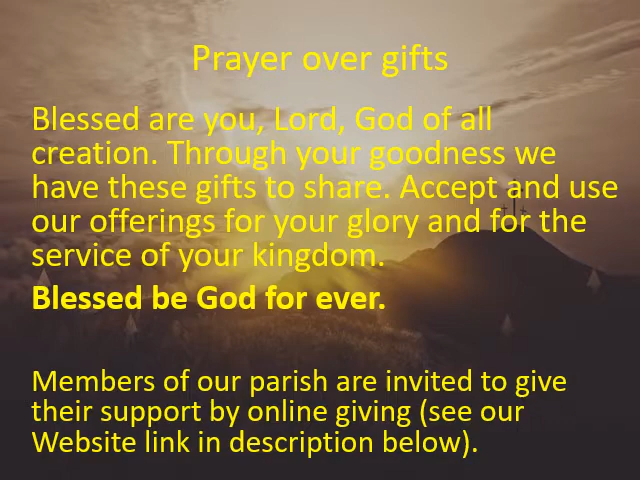 Prayer over gifts
Blessed are you, Lord, God of all
creation. Through your goodness we
have these gifts to share. Accept and use
our offerings for your glory and for the
service of your kingdom.
Blessed be God for ever.
Members of our parish are invited to give
their support by online giving (see our
Website link in description below).